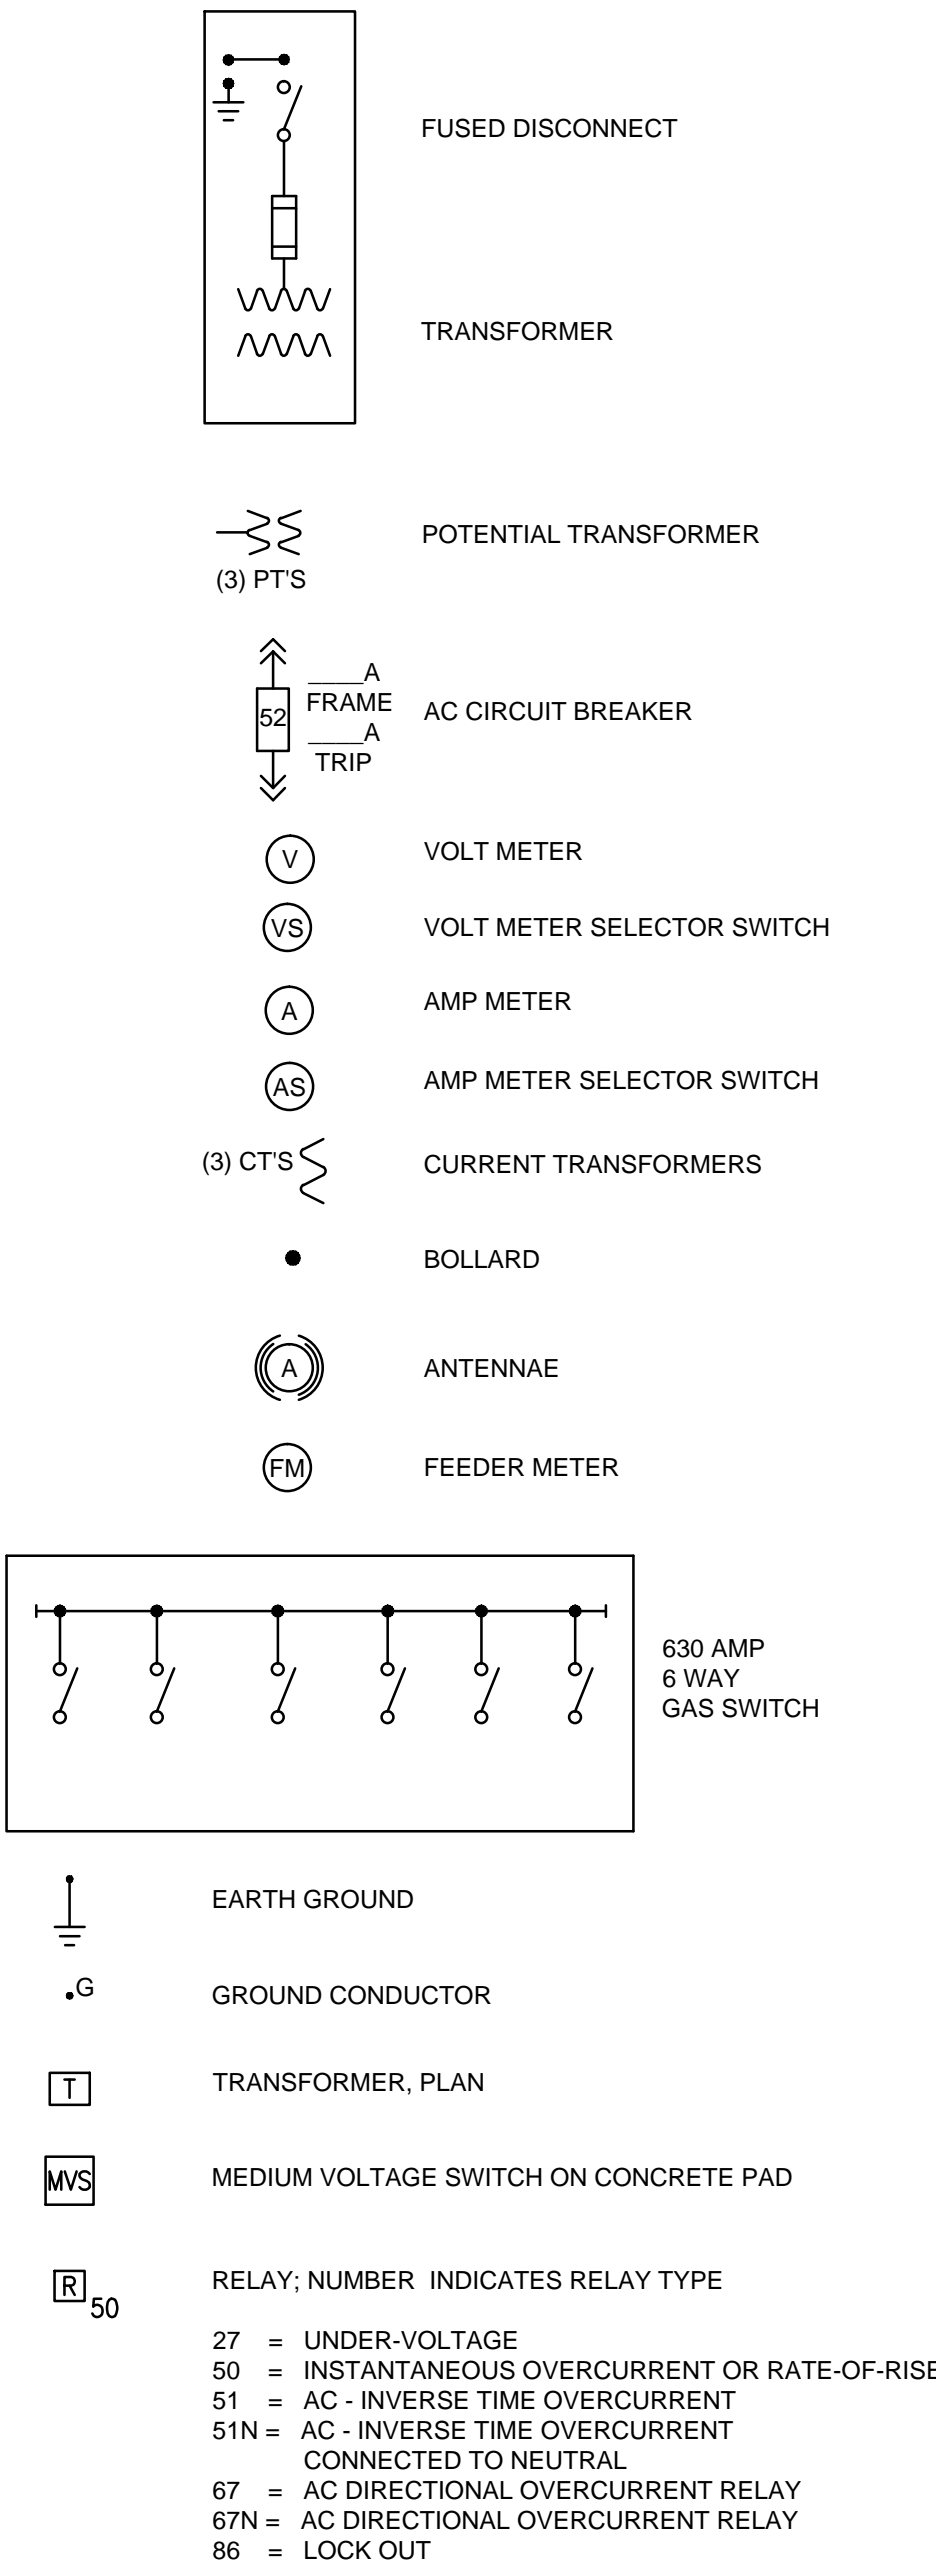 FUSED DISCONNECT
TRANSFORMER
POTENTIAL TRANSFORMER
(3) PT'S
____A
FRAME
52
AC CIRCUIT BREAKER
____A
TRIP
V
VOLT METER
VS
VOLT METER SELECTOR SWITCH
A
AMP METER
AS
AMP METER SELECTOR SWITCH
(3) CT'S
CURRENT TRANSFORMERS
BOLLARD
A
ANTENNAE
FM
FEEDER METER
630 AMP
6 WAY
GAS SWITCH
EARTH GROUND
G
GROUND CONDUCTOR
T
TRANSFORMER, PLAN
MVS
MEDIUM VOLTAGE SWITCH ON CONCRETE PAD
R 50
RELAY; NUMBER INDICATES RELAY TYPE
27 = UNDER-VOLTAGE
50 = INSTANTANEOUS OVERCURRENT OR RATE-OF-RISE
51 = AC - INVERSE TIME OVERCURRENT
51N = AC - INVERSE TIME OVERCURRENT
CONNECTED TO NEUTRAL
67 = AC DIRECTIONAL OVERCURRENT RELAY
67N = AC DIRECTIONAL OVERCURRENT RELAY
86 = LOCK OUT